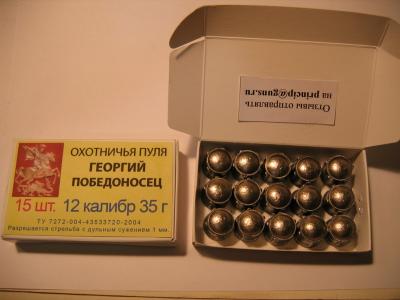 ОХОТНИЧЬЯ ПУЛЯ
ГЕОРГИЙ
ПОБЕДОНОСЕЦ
15 шт. 12 калибр 35 г
ТУ 7272-004-43533720-2004
Разрешается стрельба с дульным сужением 1 мм.
Отзывы отправлять
на princip@guns.ru